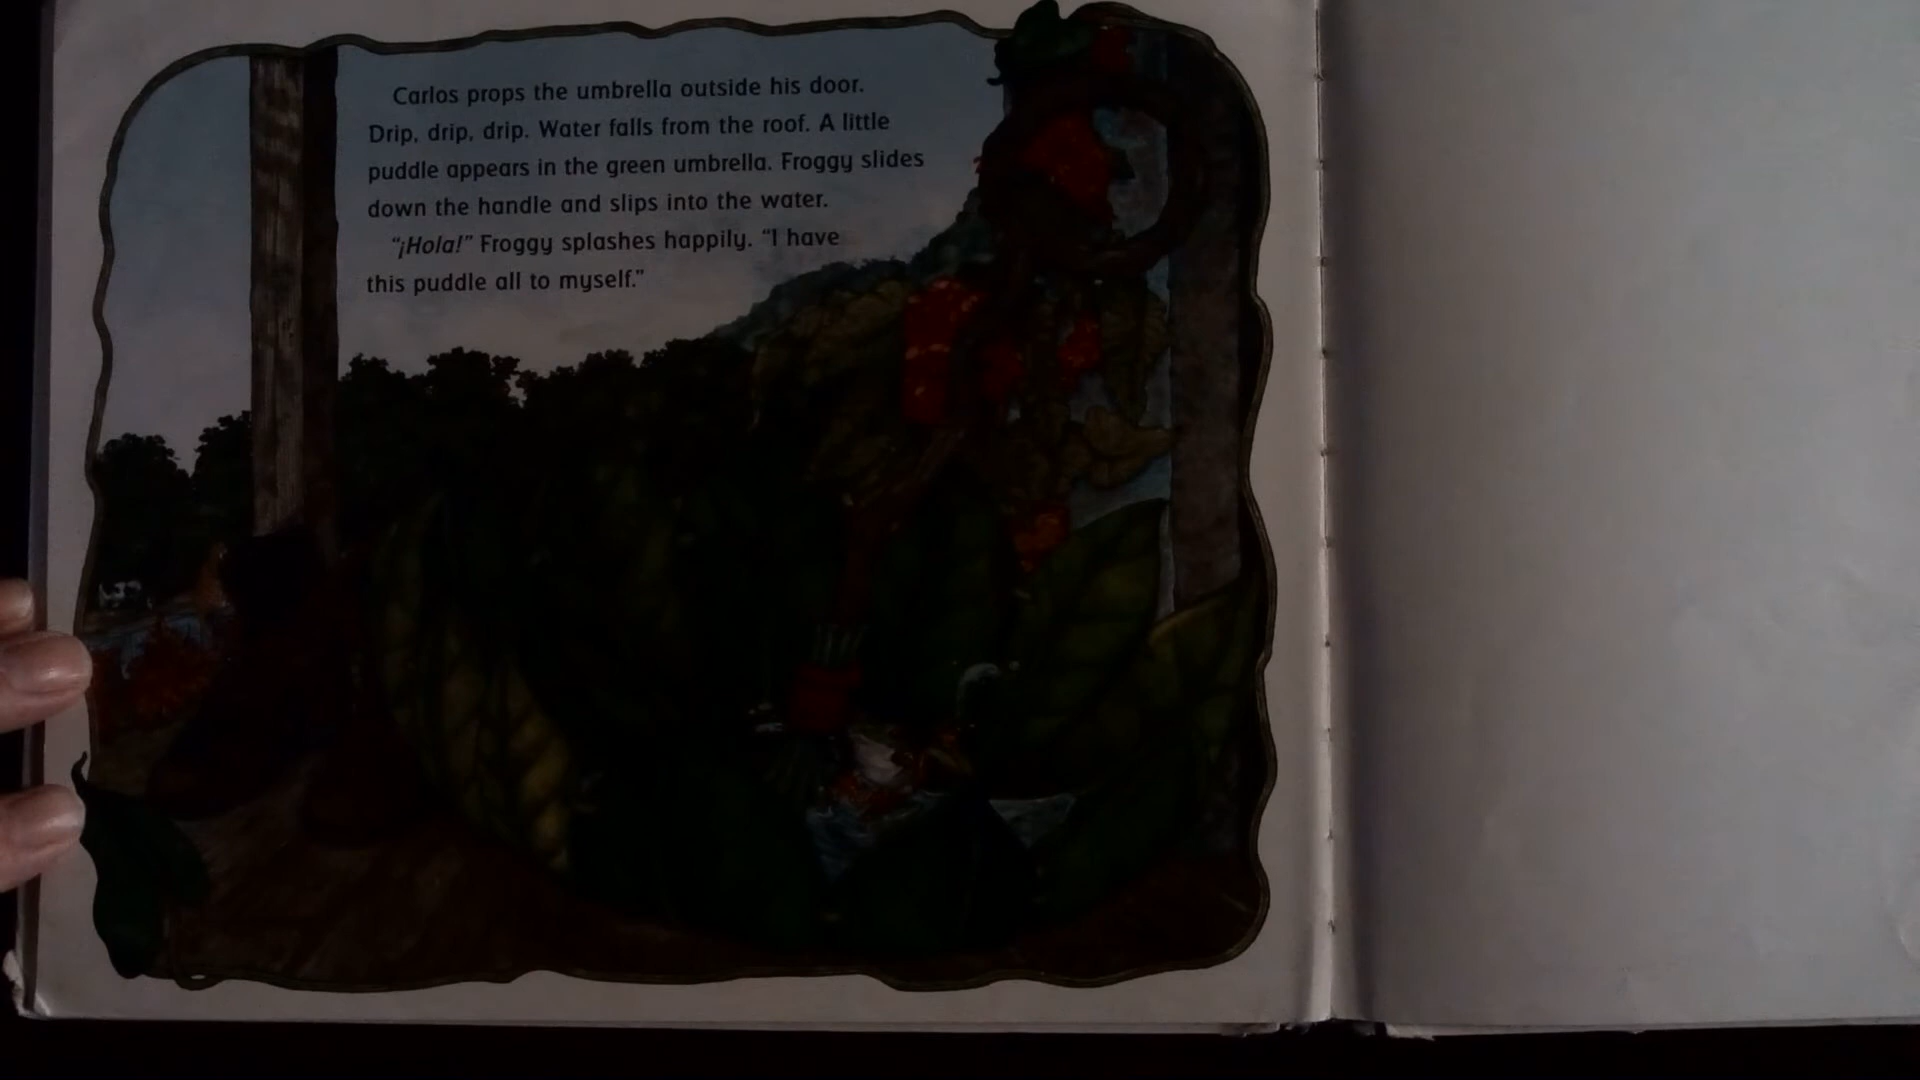 Carlos props the umbrella outside his door.
Drip, drip, drip. Water falls from the roof. A little
puddle appears in the green umbrella. Froggy slides
down the handle and slips into the water.
“¡Hola!” Froggy splashes happily. “I have
this puddle all to myself.”